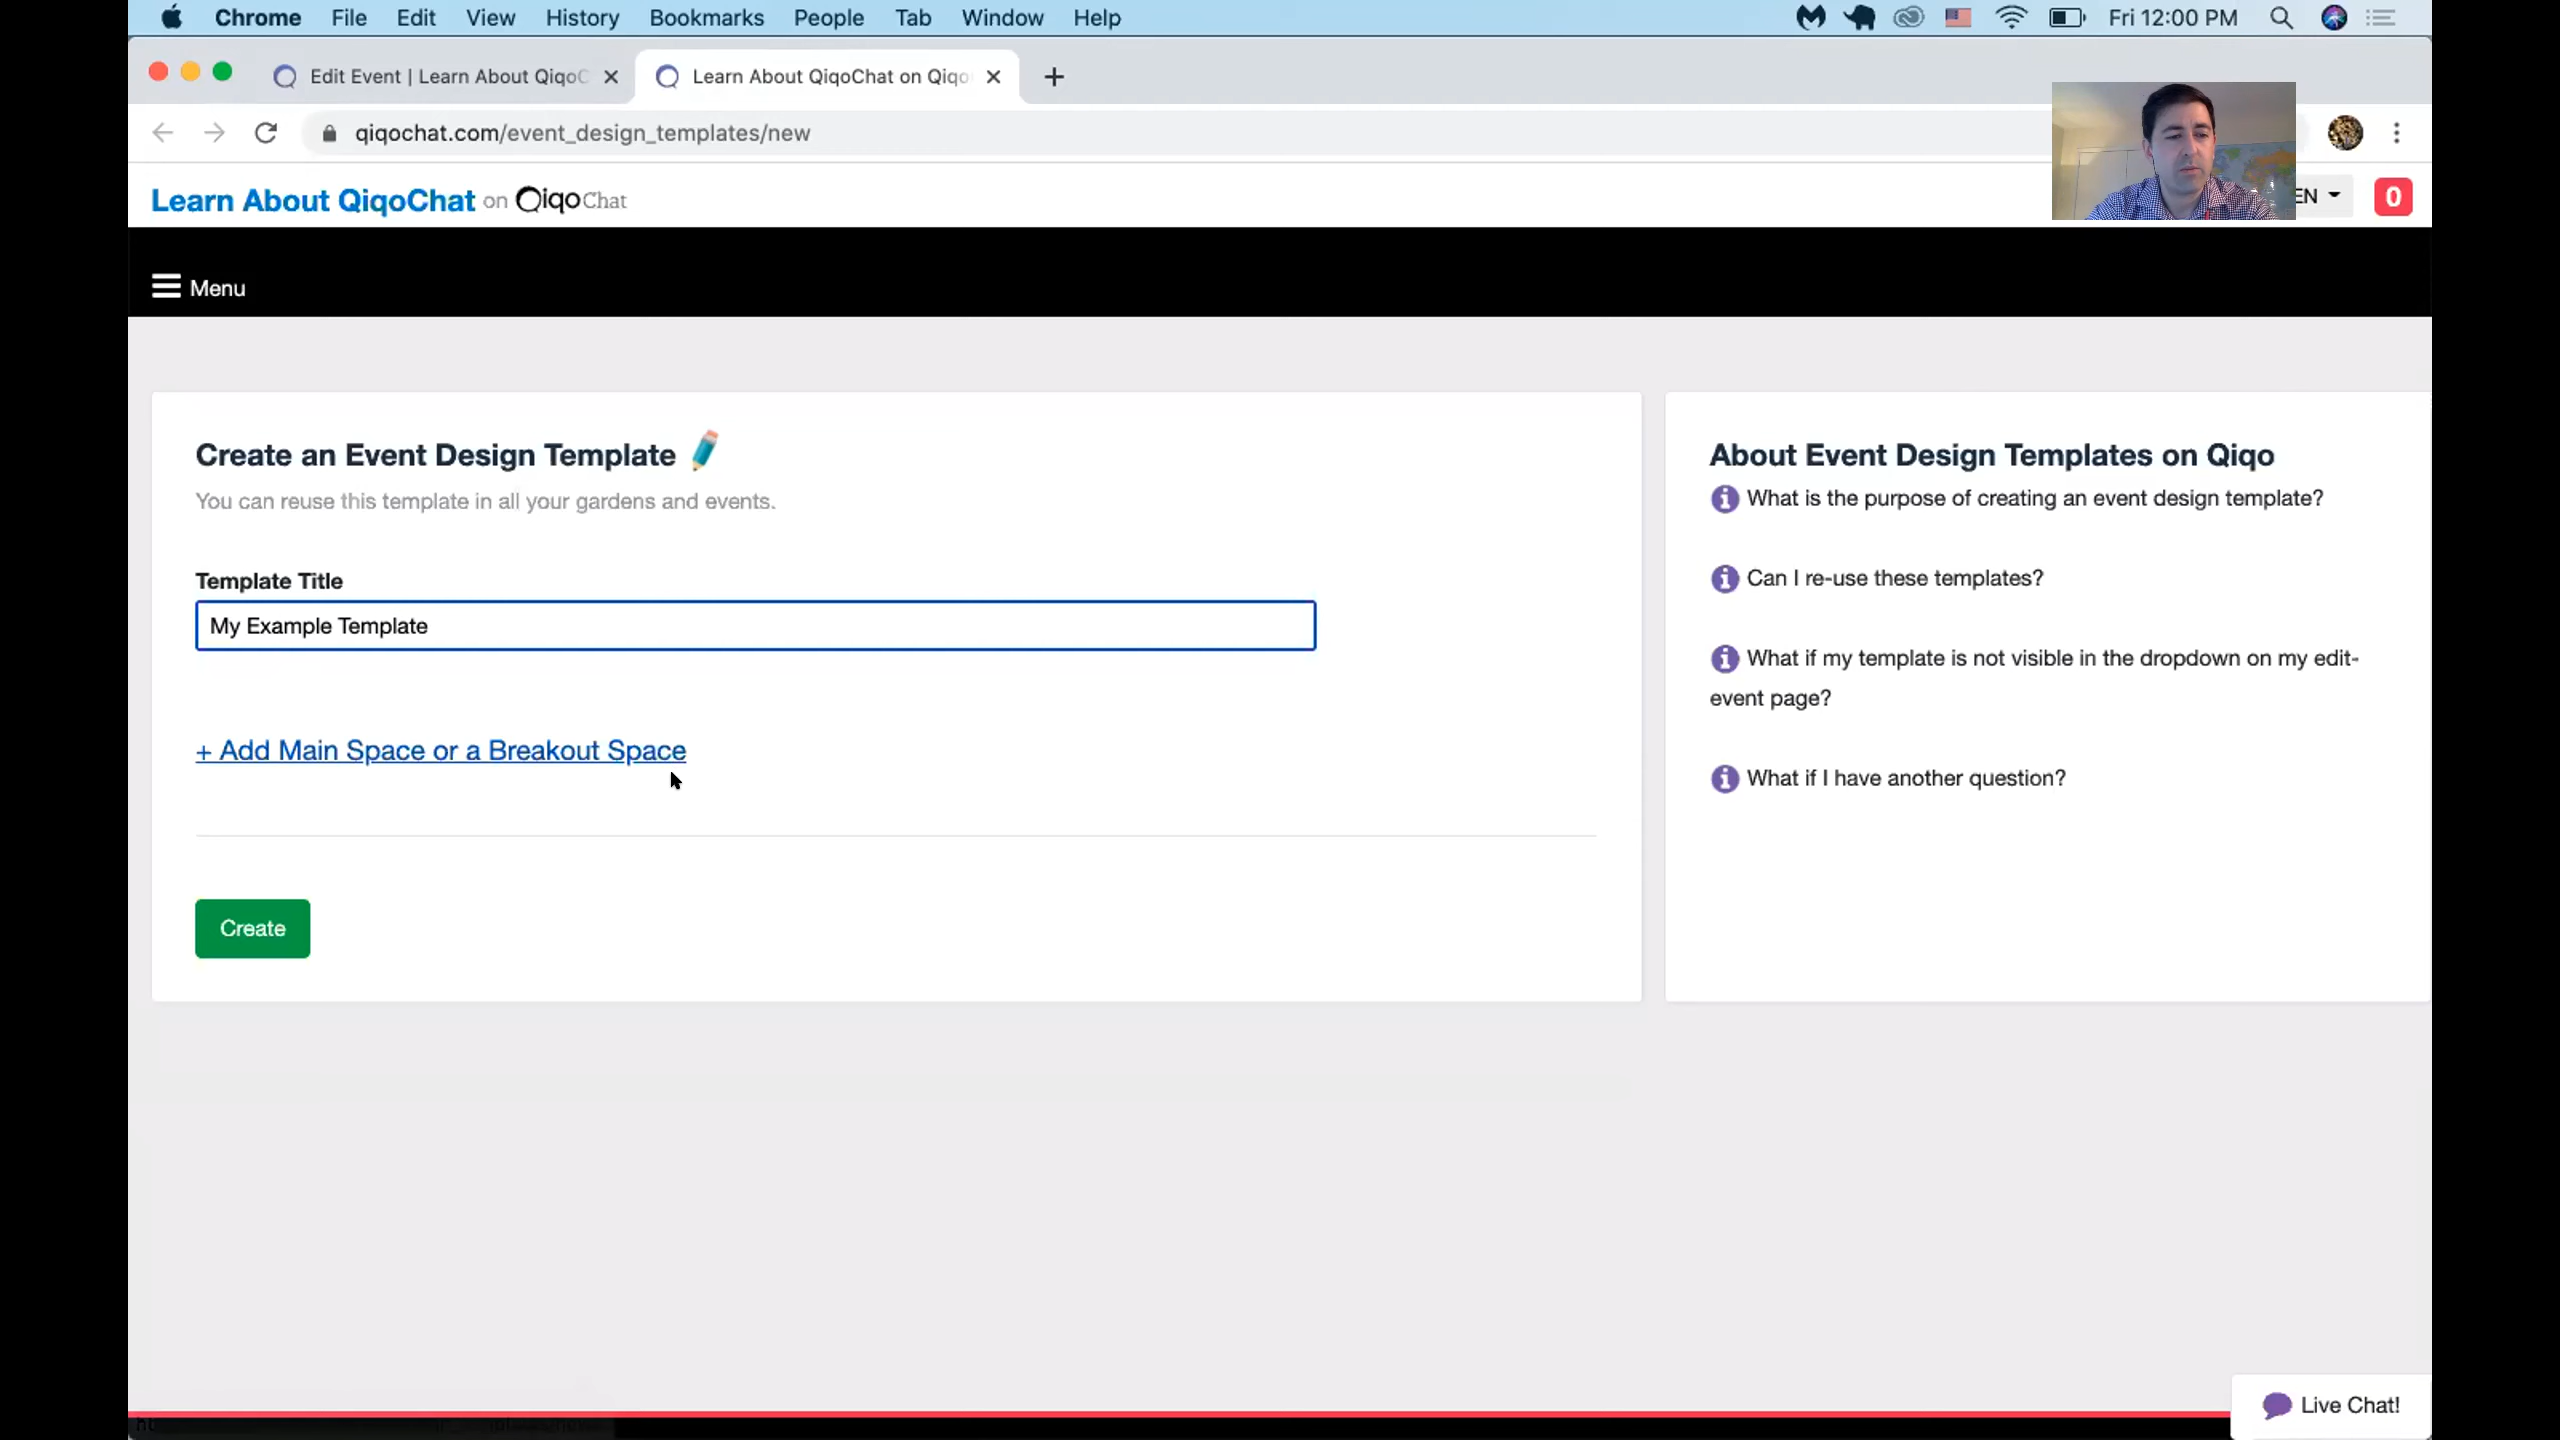 Chrome File Edit View History Bookmarks People Tab Window Help Fri 12:00 PM
Edit Event | Learn About QiqoC Learn About QiqoChat on Qiqo
qiqochat.com/event_design_templates/new
Learn About QiqoChat on Qiqo Chat EN 0
Menu
Create an Event Design Template
You can reuse this template in all your gardens and events.
Template Title
My Example Template
+ Add Main Space or a Breakout Space
Create
About Event Design Templates on Qiqo
What is the purpose of creating an event design template?
Can I re-use these templates?
What if my template is not visible in the dropdown on my edit-
event page?
What if I have another question?
Live Chat!